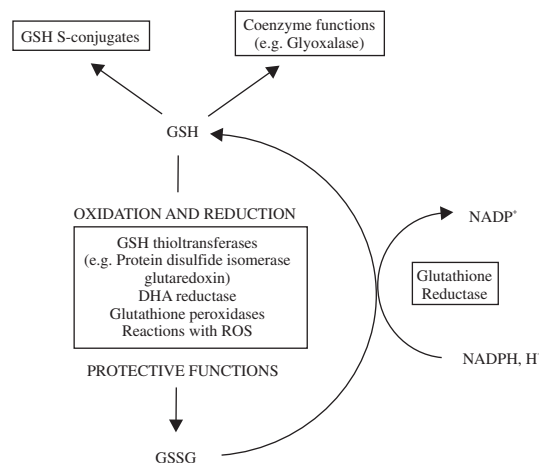 GSH S-conjugates
Coenzyme functions
(e.g. Glyoxalase)
GSH
OXIDATION AND REDUCTION
GSH thioltransferases
(e.g. Protein disulfide isomerase
glutaredoxin)
DHA reductase
Glutathione peroxidases
Reactions with ROS
PROTECTIVE FUNCTIONS
GSSG
NADP⁺
Glutathione
Reductase
NADPH, H